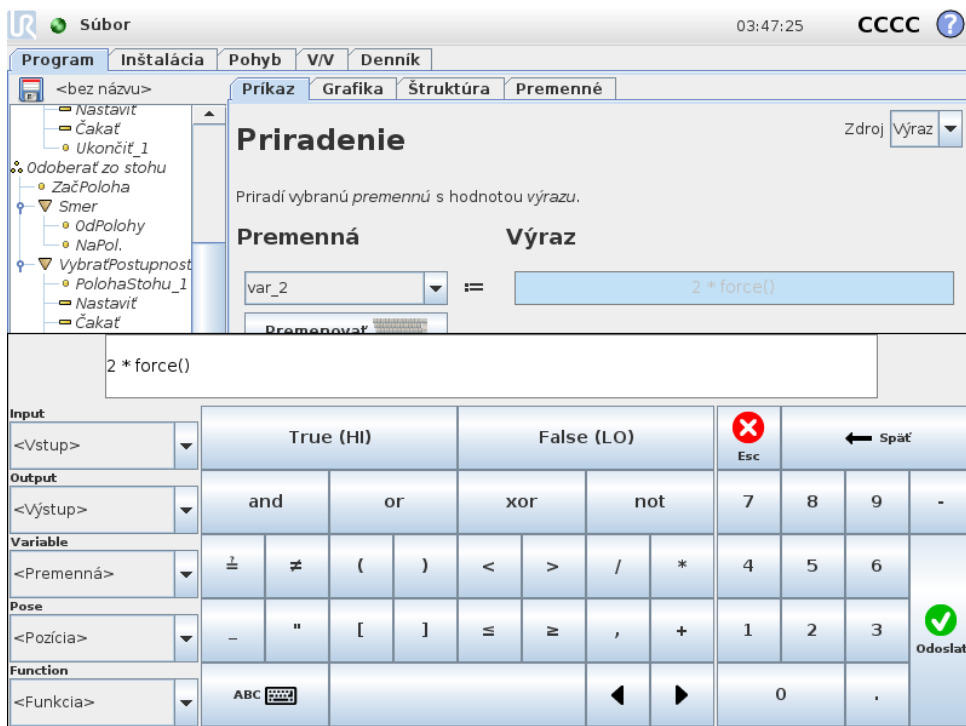 UR Súbor 03:47:25 CCCC ?
Program Inštalácia Pohyb V/V Denník
<bez názvu> Príkaz Grafika Štruktúra Premenné
Nastaviť
Čakať
Ukončiť_1
Odoberať zo stohu
ZačPoloha
Smer
OdPolohy
NaPol.
VybraťPostupnost
PolohaStohu_1
Nastaviť
Čakať
Priradenie
Zdroj Výraz
Priradí vybranú premennú s hodnotou výrazu.
Premenná Výraz
var_2 := 2 * force()
Premenovať
2 * force()
Input
<Vstup>
Output
<Výstup>
Variable
<Premenná>
Pose
<Pozícia>
Function
<Funkcia>
True (HI) False (LO) Esc Späť
and or xor not 7 8 9 -
≟ ≠ ( ) < > / * 4 5 6
_ " [ ] ≤ ≥ , + 1 2 3 Odoslať
ABC 0 .